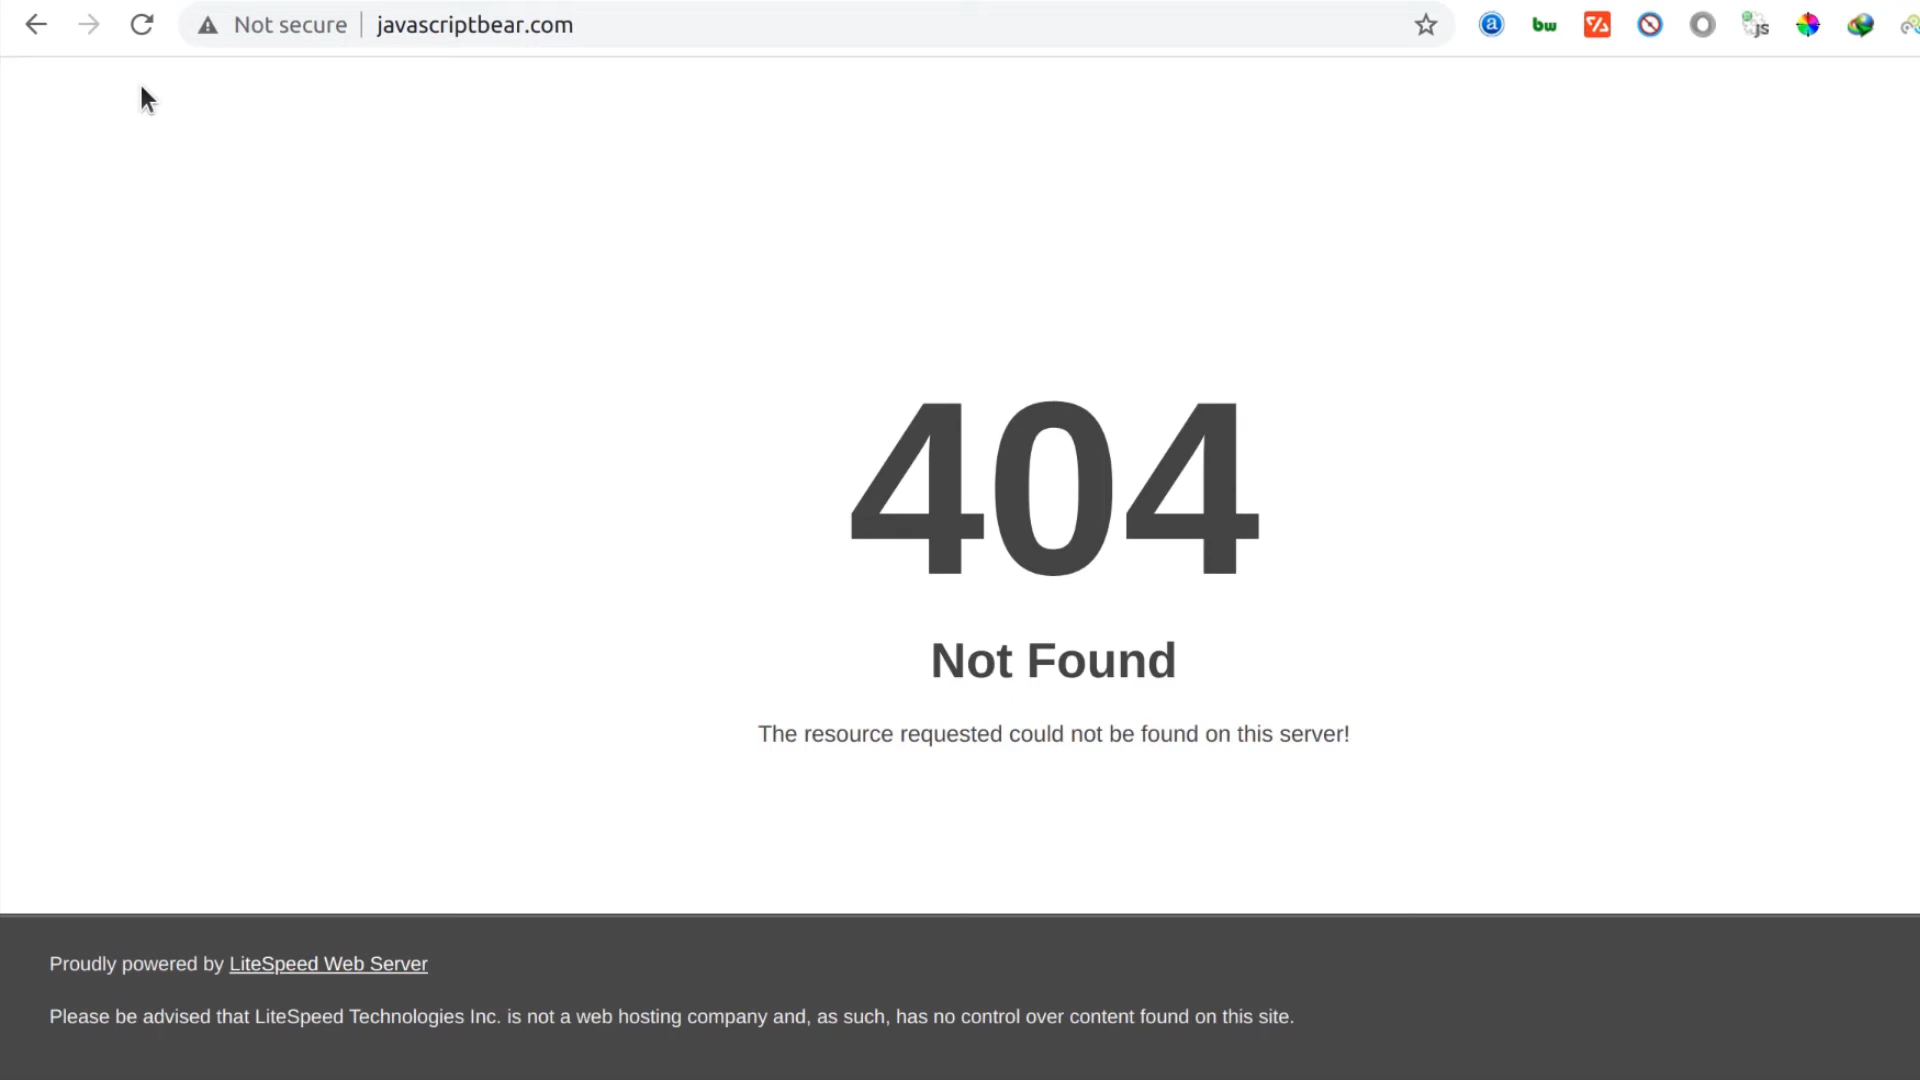 Not secure | javascriptbear.com
a bw js
404
Not Found
The resource requested could not be found on this server!
Proudly powered by LiteSpeed Web Server
Please be advised that LiteSpeed Technologies Inc. is not a web hosting company and, as such, has no control over content found on this site.